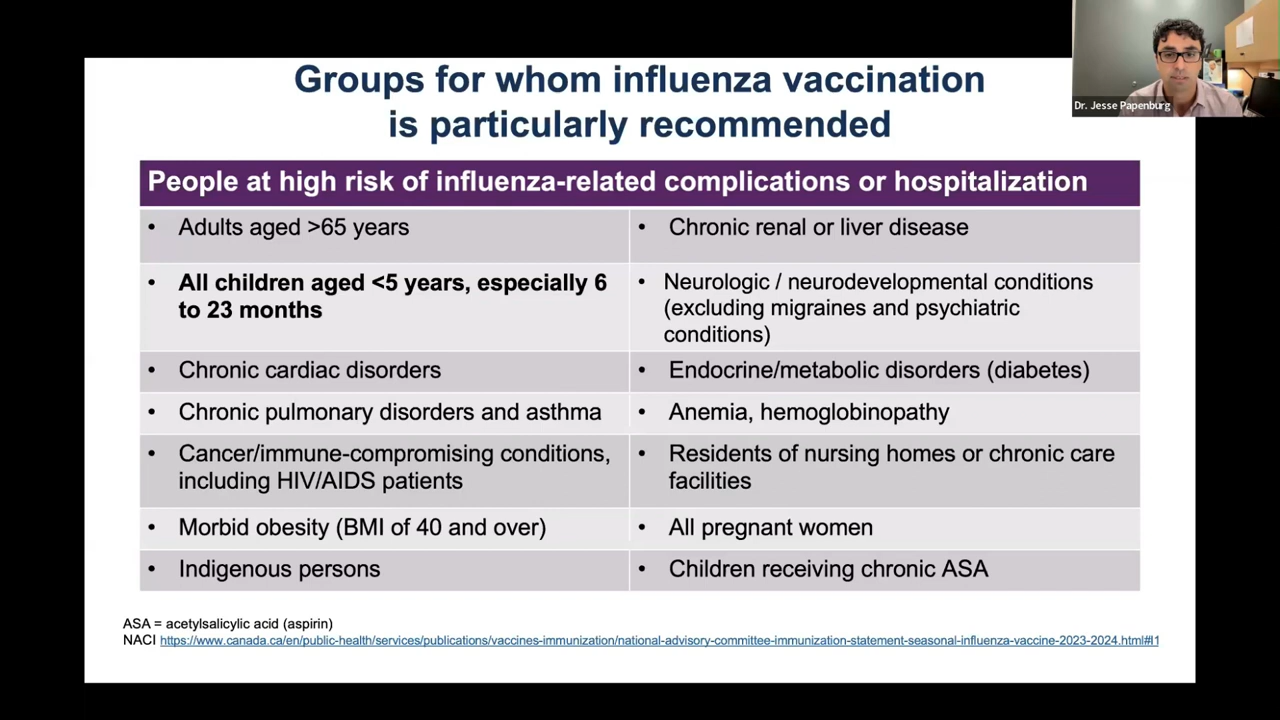 Groups for whom influenza vaccination
is particularly recommended
Dr. Jesse Papenburg
People at high risk of influenza-related complications or hospitalization
• Adults aged >65 years
• Chronic renal or liver disease
• All children aged <5 years, especially 6
to 23 months
• Neurologic / neurodevelopmental conditions
(excluding migraines and psychiatric
conditions)
• Chronic cardiac disorders
• Endocrine/metabolic disorders (diabetes)
• Chronic pulmonary disorders and asthma
• Anemia, hemoglobinopathy
• Cancer/immune-compromising conditions,
including HIV/AIDS patients
• Residents of nursing homes or chronic care
facilities
• Morbid obesity (BMI of 40 and over)
• All pregnant women
• Indigenous persons
• Children receiving chronic ASA
ASA = acetylsalicylic acid (aspirin)
NACI https://www.canada.ca/en/public-health/services/publications/vaccines-immunization/national-advisory-committee-immunization-statement-seasonal-influenza-vaccine-2023-2024.html#l1